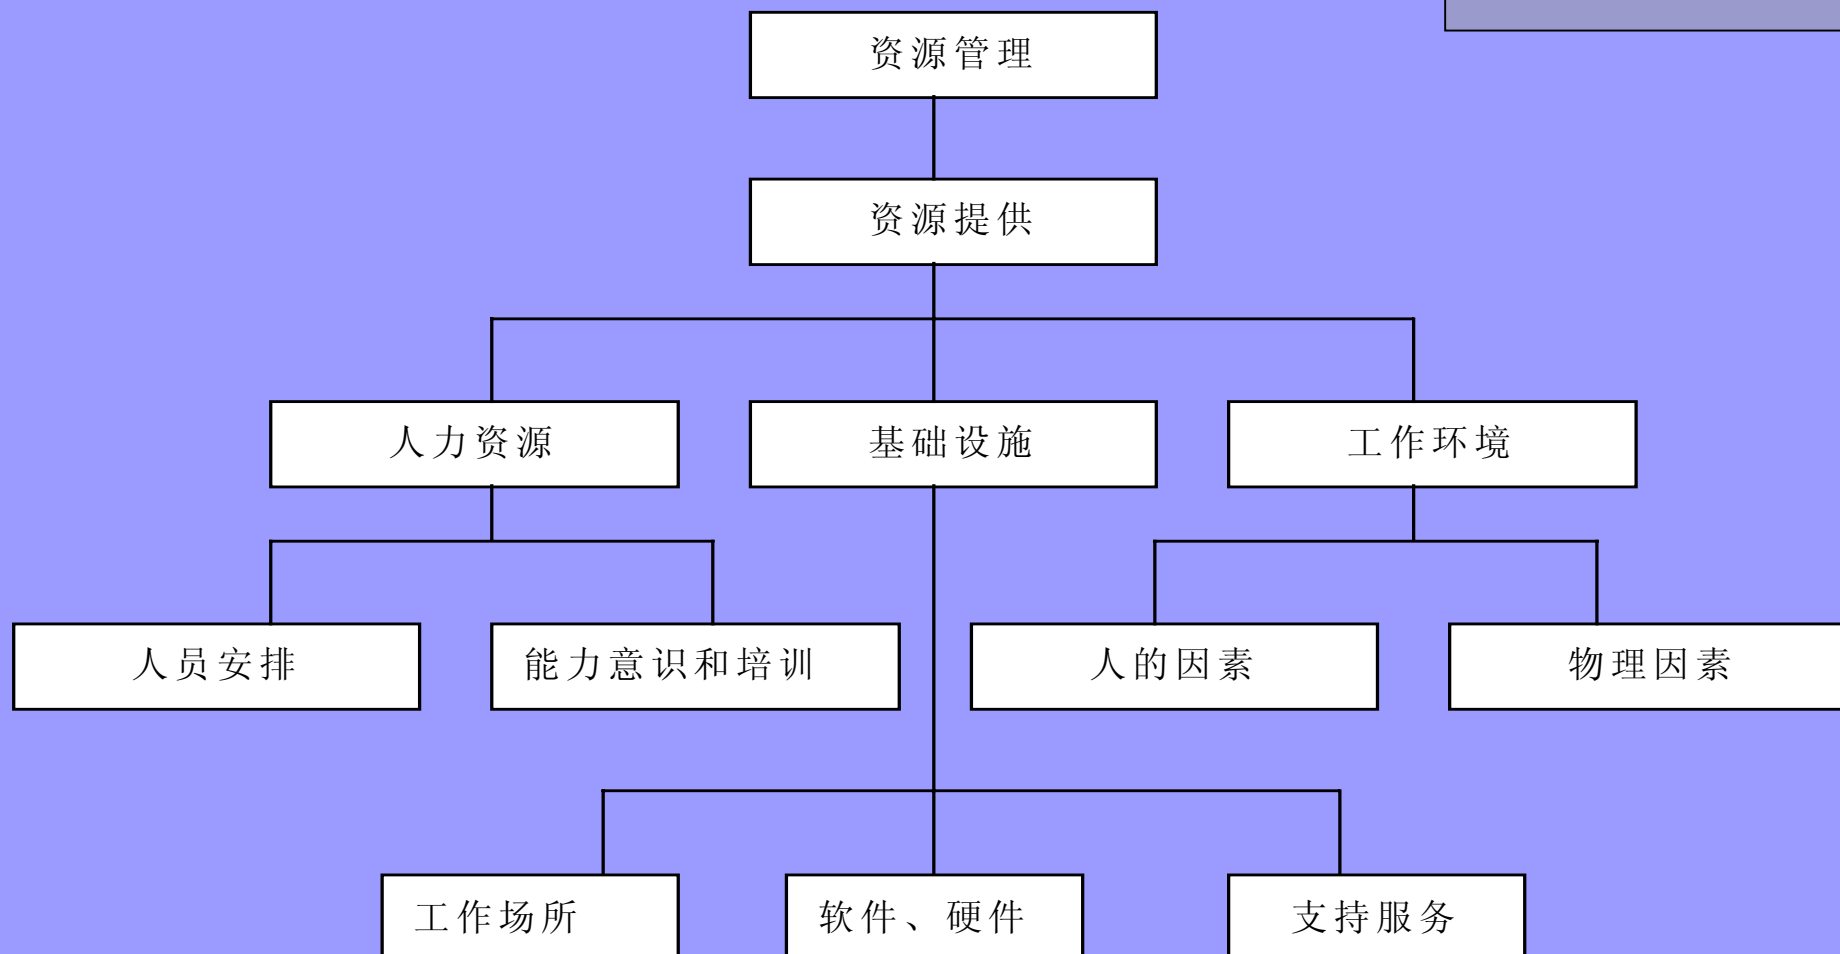 资源管理
资源提供
人力资源
基础设施
工作环境
人员安排
能力意识和培训
人的因素
物理因素
工作场所
软件、硬件
支持服务